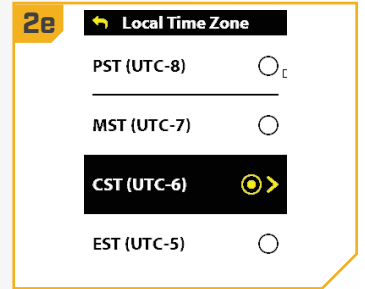 2e
Local Time Zone
PST (UTC-8)
MST (UTC-7)
CST (UTC-6)
EST (UTC-5)